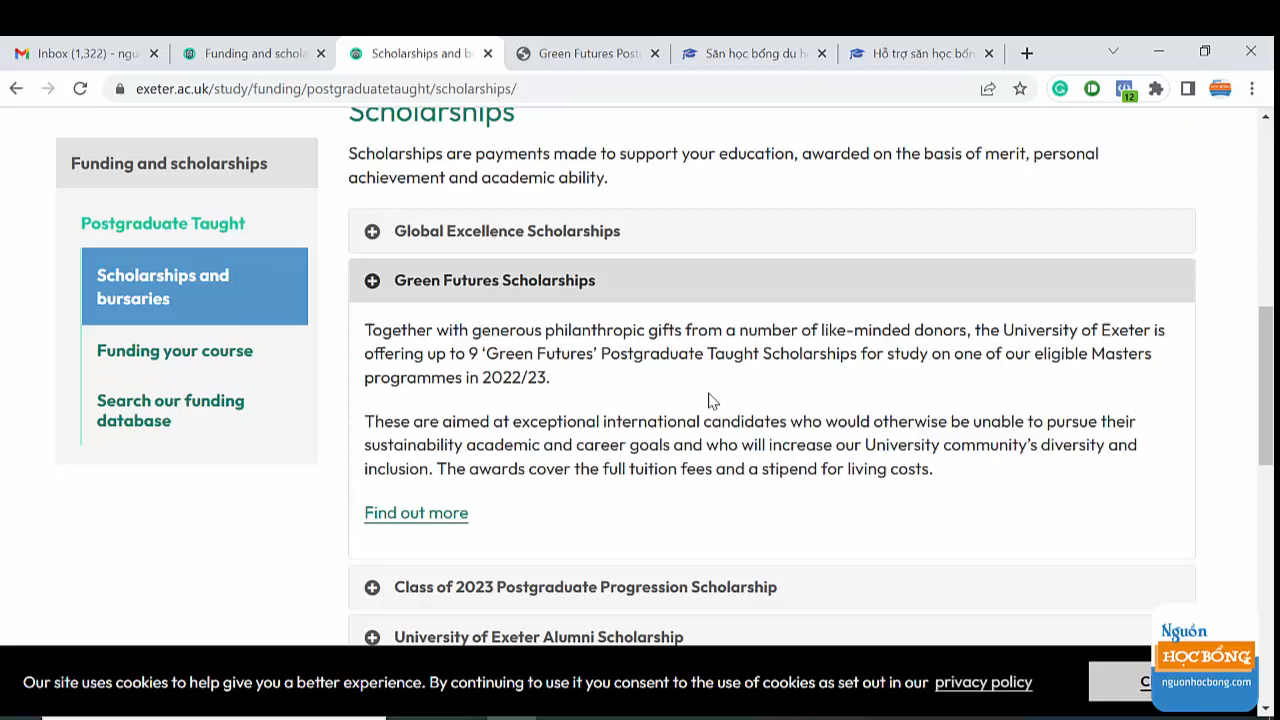 Inbox (1,322) - ngu
Funding and schola
Scholarships and b
Green Futures Post
Săn học bổng du h
Hỗ trợ săn học bổn
exeter.ac.uk/study/funding/postgraduatetaught/scholarships/
12
Scholarships
Funding and scholarships
Postgraduate Taught
Scholarships and
bursaries
Funding your course
Search our funding
database
Scholarships are payments made to support your education, awarded on the basis of merit, personal
achievement and academic ability.
Global Excellence Scholarships
Green Futures Scholarships
Together with generous philanthropic gifts from a number of like-minded donors, the University of Exeter is
offering up to 9 ‘Green Futures’ Postgraduate Taught Scholarships for study on one of our eligible Masters
programmes in 2022/23.
These are aimed at exceptional international candidates who would otherwise be unable to pursue their
sustainability academic and career goals and who will increase our University community’s diversity and
inclusion. The awards cover the full tuition fees and a stipend for living costs.
Find out more
Class of 2023 Postgraduate Progression Scholarship
University of Exeter Alumni Scholarship
Our site uses cookies to help give you a better experience. By continuing to use it you consent to the use of cookies as set out in our privacy policy
Nguồn
HỌC BỔNG
nguonhocbong.com